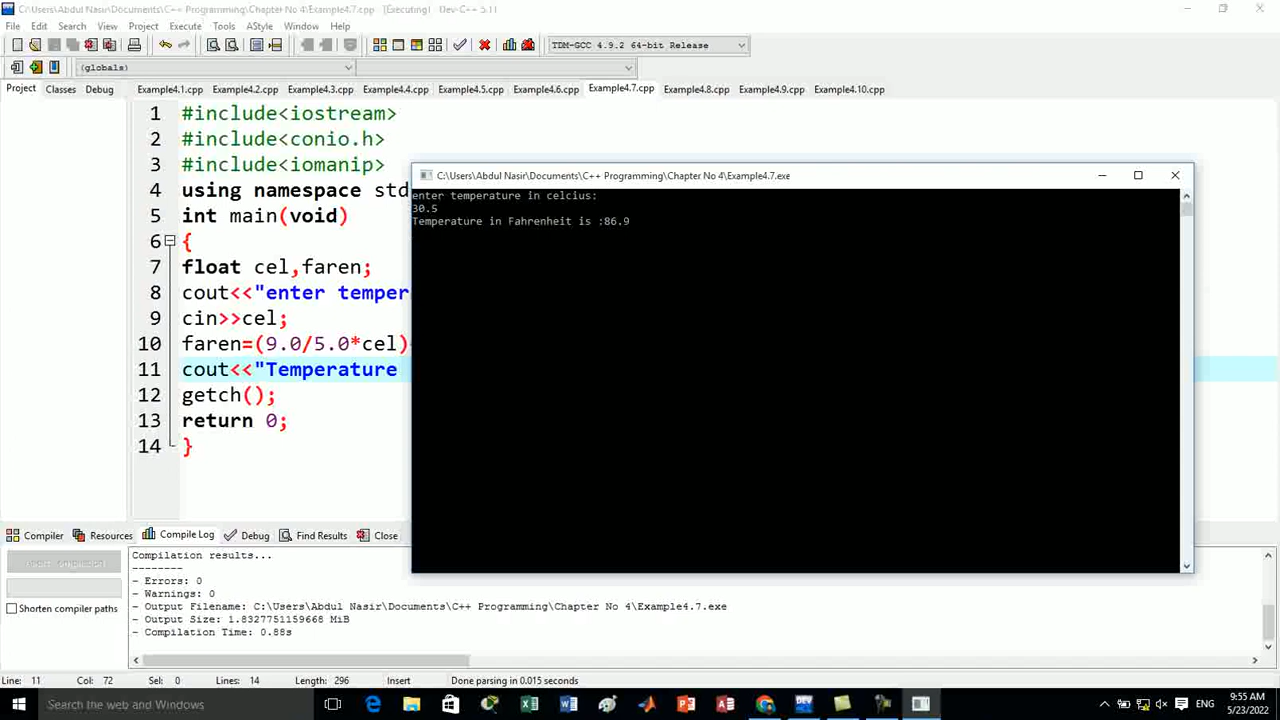 C:\Users\Abdul Nasir\Documents\C++ Programming\Chapter No 4\Example4.7.cpp - [Executing] - Dev-C++ 5.11
File Edit Search View Project Execute Tools AStyle Window Help
TDM-GCC 4.9.2 64-bit Release
(globals)
Project Classes Debug Example4.1.cpp Example4.2.cpp Example4.3.cpp Example4.4.cpp Example4.5.cpp Example4.6.cpp Example4.7.cpp Example4.8.cpp Example4.9.cpp Example4.10.cpp
1 #include<iostream>
2 #include<conio.h>
3 #include<iomanip>
4 using namespace std
5 int main(void)
6 {
7 float cel,faren;
8 cout<<"enter temper
9 cin>>cel;
10 faren=(9.0/5.0*cel)
11 cout<<"Temperature
12 getch();
13 return 0;
14 }
C:\Users\Abdul Nasir\Documents\C++ Programming\Chapter No 4\Example4.7.exe
enter temperature in celcius:
30.5
Temperature in Fahrenheit is :86.9
Compiler Resources Compile Log Debug Find Results Close
Shorten compiler paths
Compilation results...
--------
- Errors: 0
- Warnings: 0
- Output Filename: C:\Users\Abdul Nasir\Documents\C++ Programming\Chapter No 4\Example4.7.exe
- Output Size: 1.8327751159668 MiB
- Compilation Time: 0.88s
Line: 11 Col: 72 Sel: 0 Lines: 14 Length: 296 Insert Done parsing in 0.015 seconds
Search the web and Windows
DEV
ENG
9:55 AM
5/23/2022